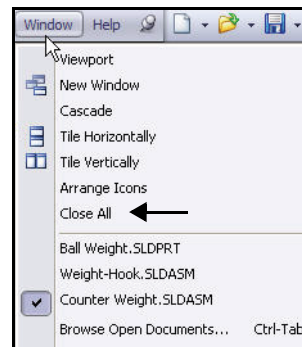 Window Help
Viewport
New Window
Cascade
Tile Horizontally
Tile Vertically
Arrange Icons
Close All
Ball Weight.SLDPRT
Weight-Hook.SLDASM
Counter Weight.SLDASM
Browse Open Documents... Ctrl-Tab